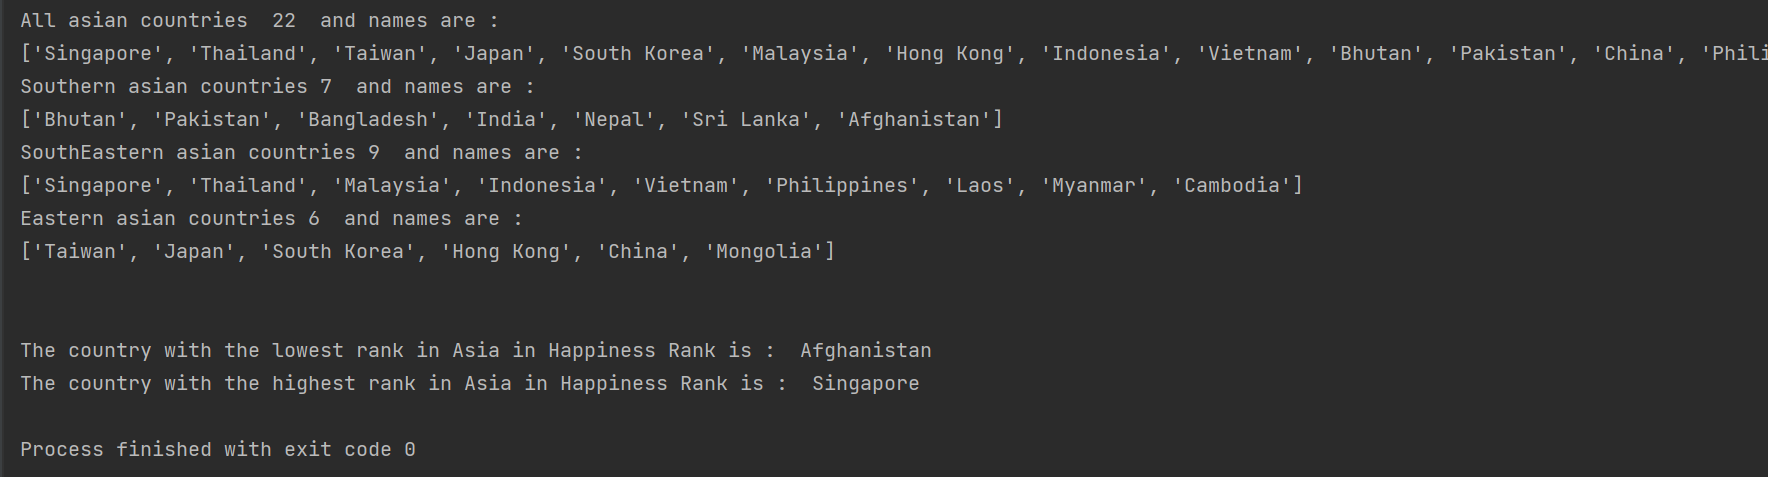 All asian countries  22  and names are :
['Singapore', 'Thailand', 'Taiwan', 'Japan', 'South Korea', 'Malaysia', 'Hong Kong', 'Indonesia', 'Vietnam', 'Bhutan', 'Pakistan', 'China', 'Phili
Southern asian countries 7  and names are :
['Bhutan', 'Pakistan', 'Bangladesh', 'India', 'Nepal', 'Sri Lanka', 'Afghanistan']
SouthEastern asian countries 9  and names are :
['Singapore', 'Thailand', 'Malaysia', 'Indonesia', 'Vietnam', 'Philippines', 'Laos', 'Myanmar', 'Cambodia']
Eastern asian countries 6  and names are :
['Taiwan', 'Japan', 'South Korea', 'Hong Kong', 'China', 'Mongolia']
The country with the lowest rank in Asia in Happiness Rank is :  Afghanistan
The country with the highest rank in Asia in Happiness Rank is :  Singapore
Process finished with exit code 0